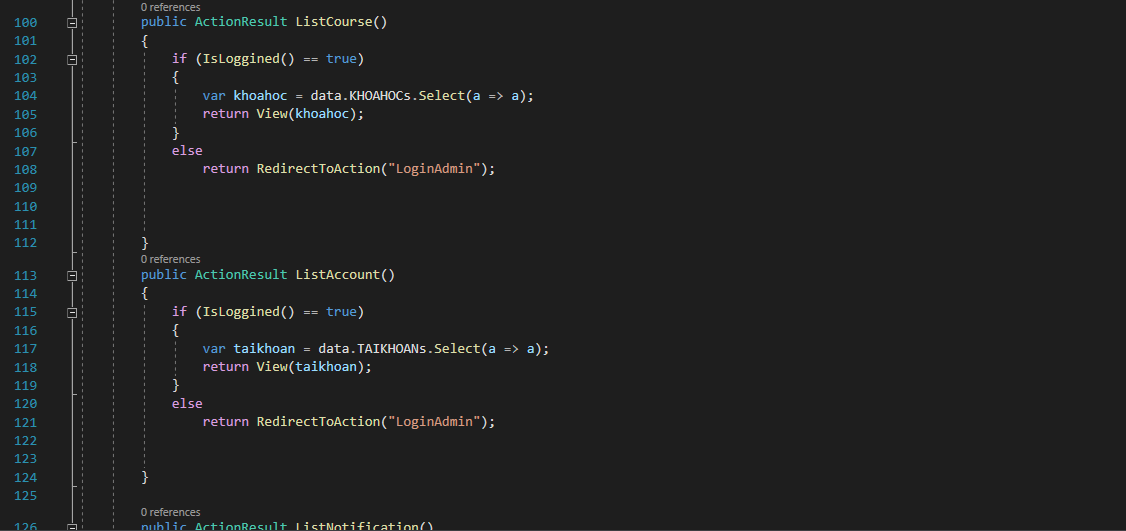 0 references
100 public ActionResult ListCourse()
101 {
102 if (IsLoggined() == true)
103 {
104 var khoahoc = data.KHOAHOCs.Select(a => a);
105 return View(khoahoc);
106 }
107 else
108 return RedirectToAction("LoginAdmin");
109
110
111
112 }
0 references
113 public ActionResult ListAccount()
114 {
115 if (IsLoggined() == true)
116 {
117 var taikhoan = data.TAIKHOANs.Select(a => a);
118 return View(taikhoan);
119 }
120 else
121 return RedirectToAction("LoginAdmin");
122
123
124 }
125
0 references
126 public ActionResult ListNotification()